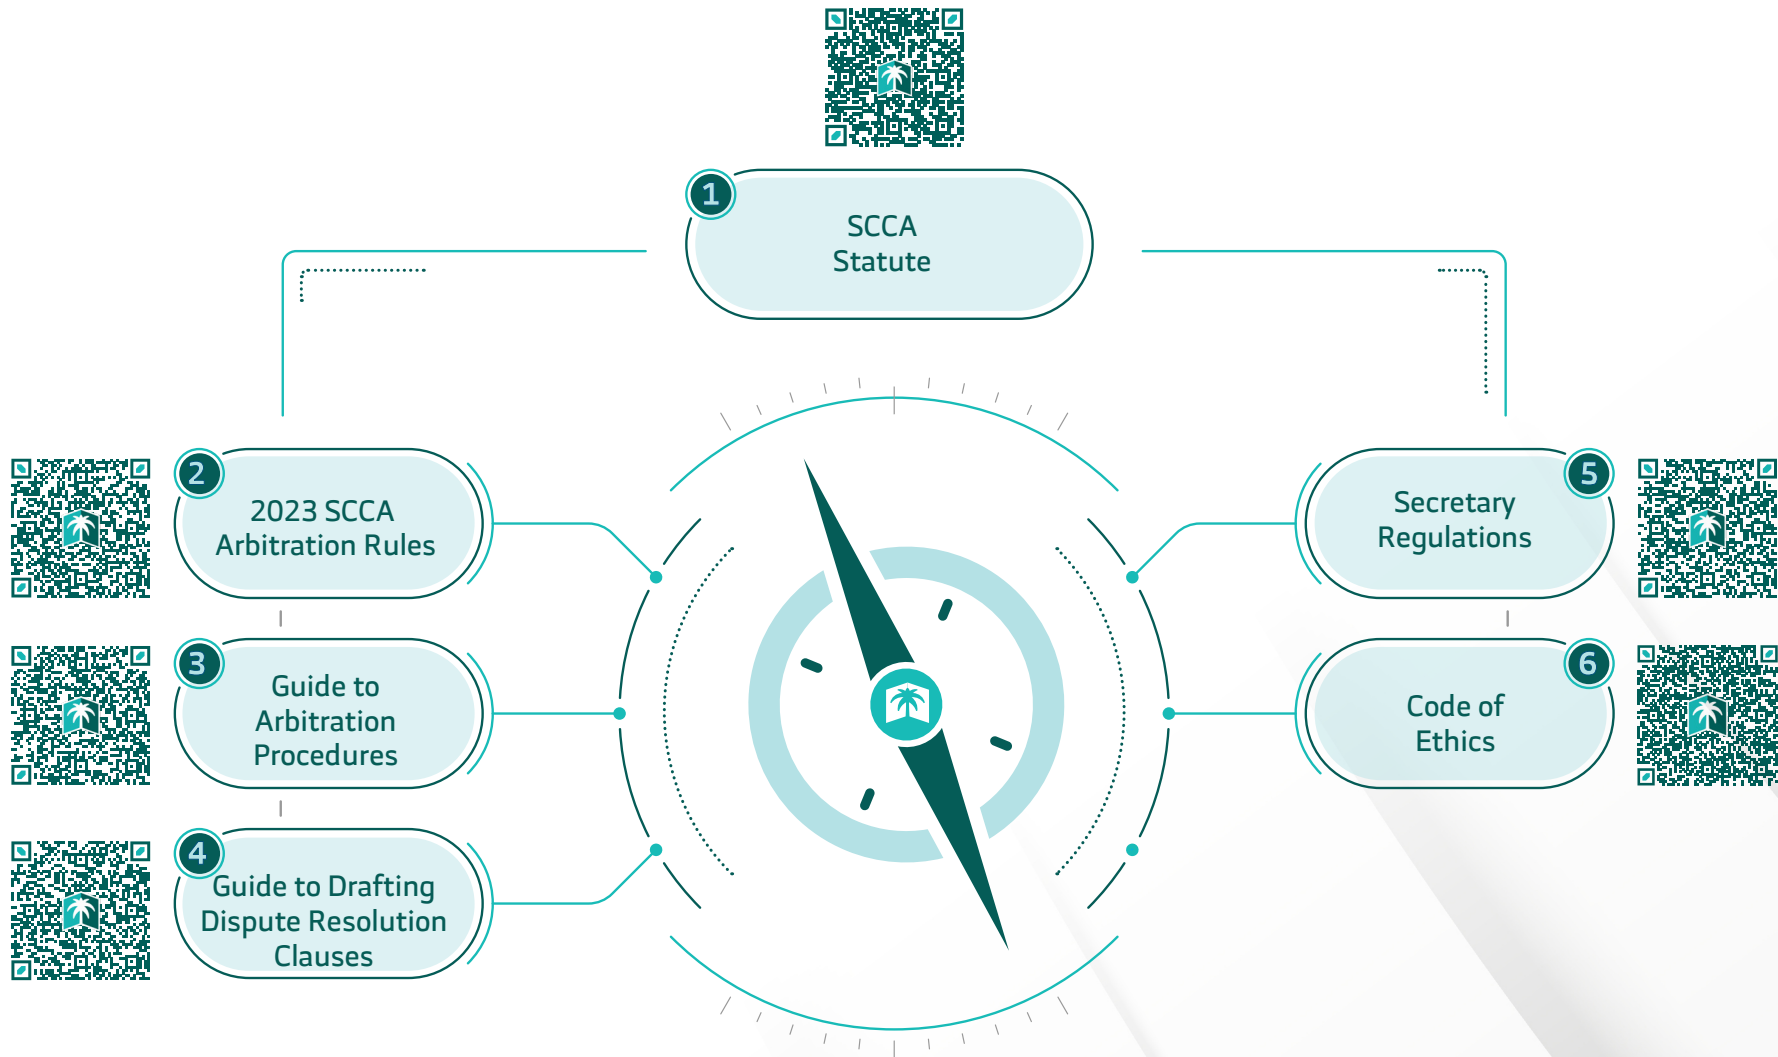 1
SCCA
Statute
2
2023 SCCA
Arbitration Rules
3
Guide to
Arbitration
Procedures
4
Guide to Drafting
Dispute Resolution
Clauses
5
Secretary
Regulations
6
Code of
Ethics